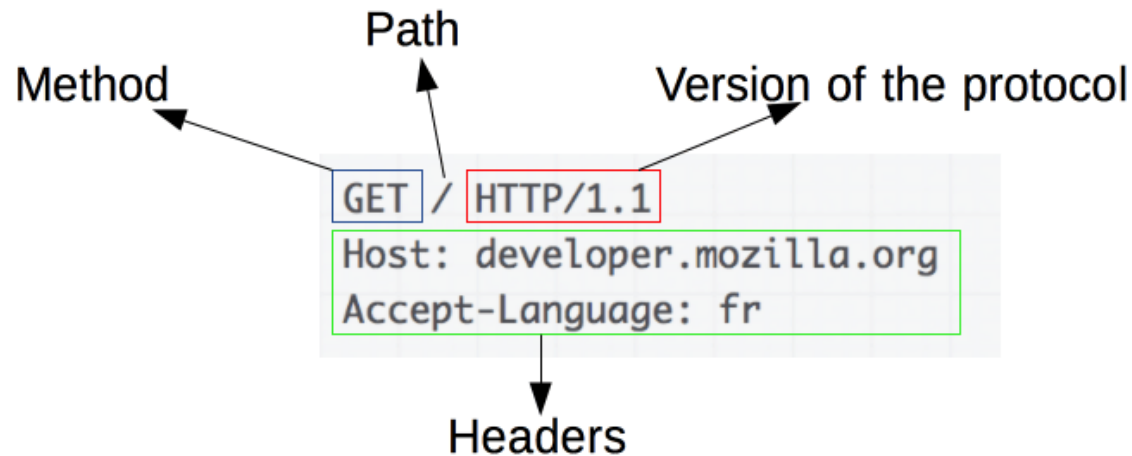 Path
Method
Version of the protocol
GET / HTTP/1.1
Host: developer.mozilla.org
Accept-Language: fr
Headers